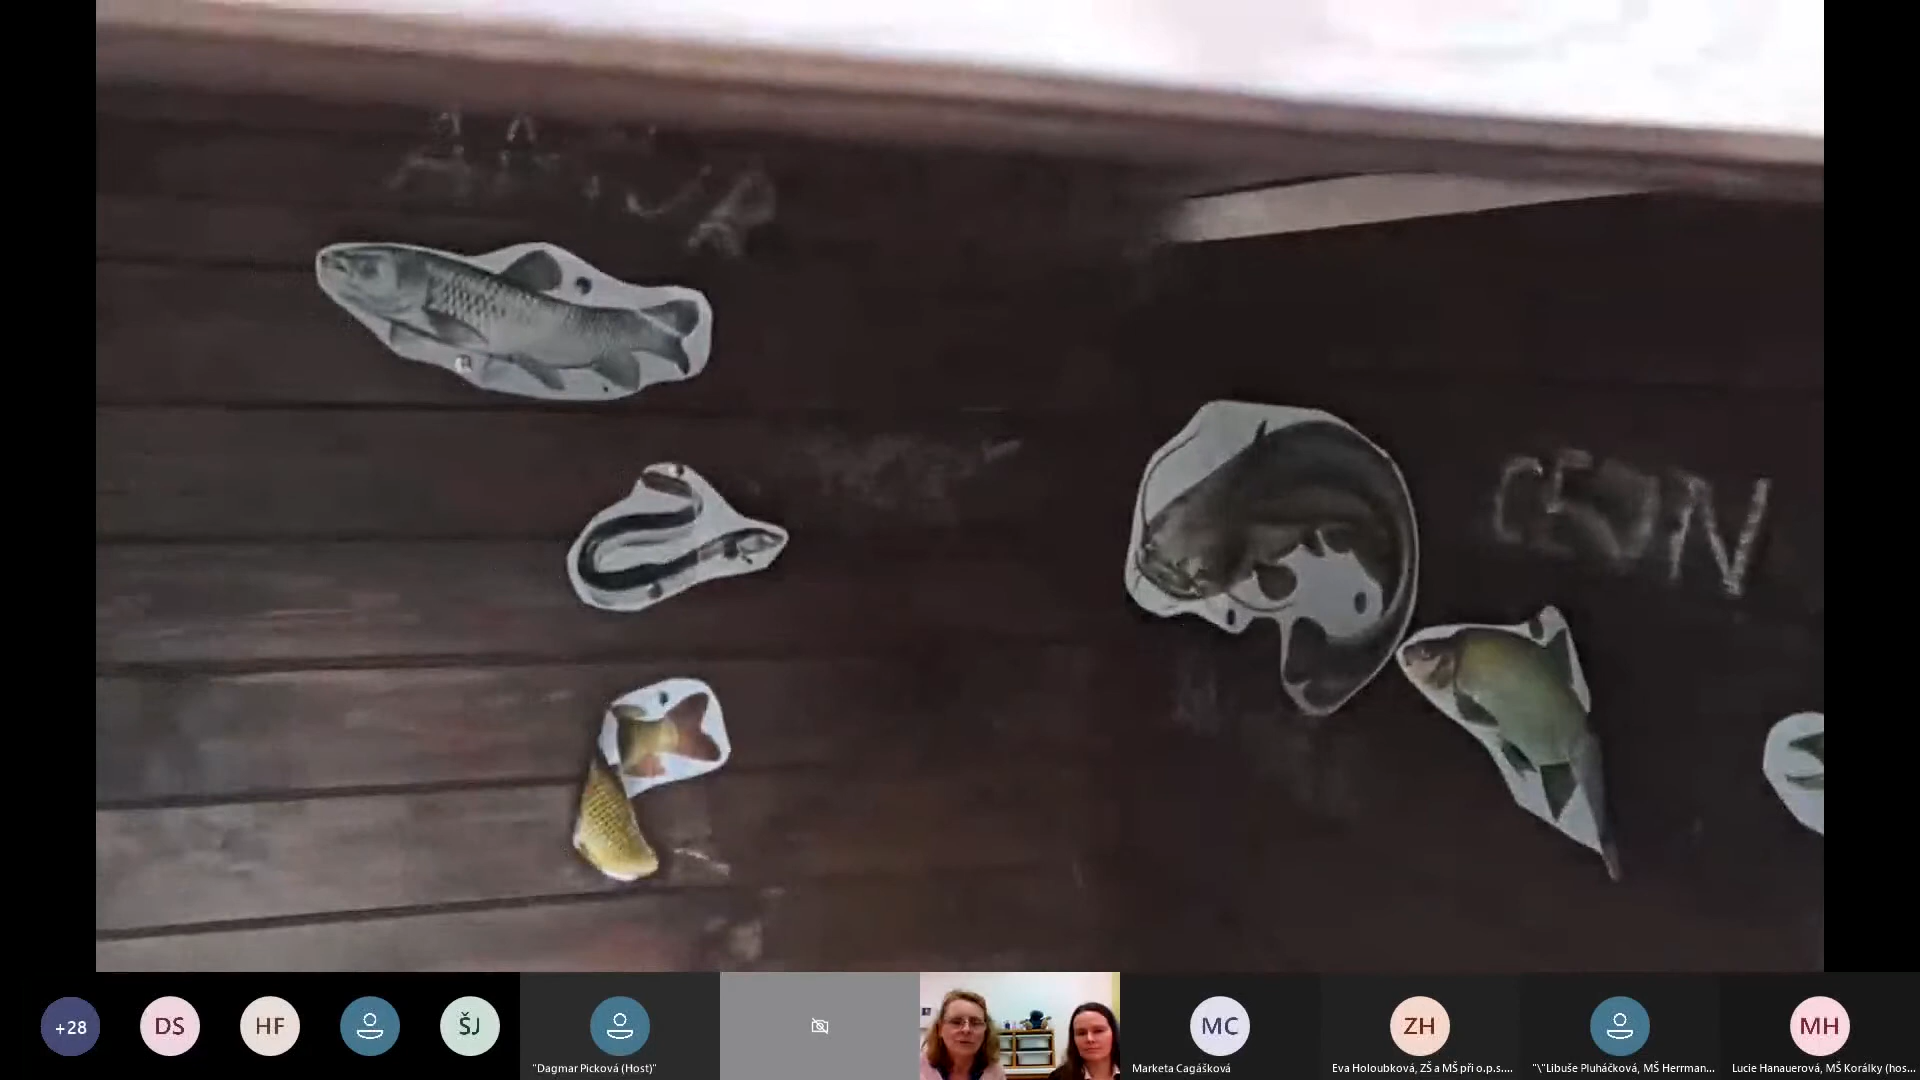 +28
DS
HF
ŠJ
"Dagmar Picková (Host)"
MC
Marketa Cagášková
ZH
Eva Holoubková, ZŠ a MŠ při o.p.s....
"\"Libuše Pluháčková, MŠ Herrman...
MH
Lucie Hanauerová, MŠ Korálky (hos...